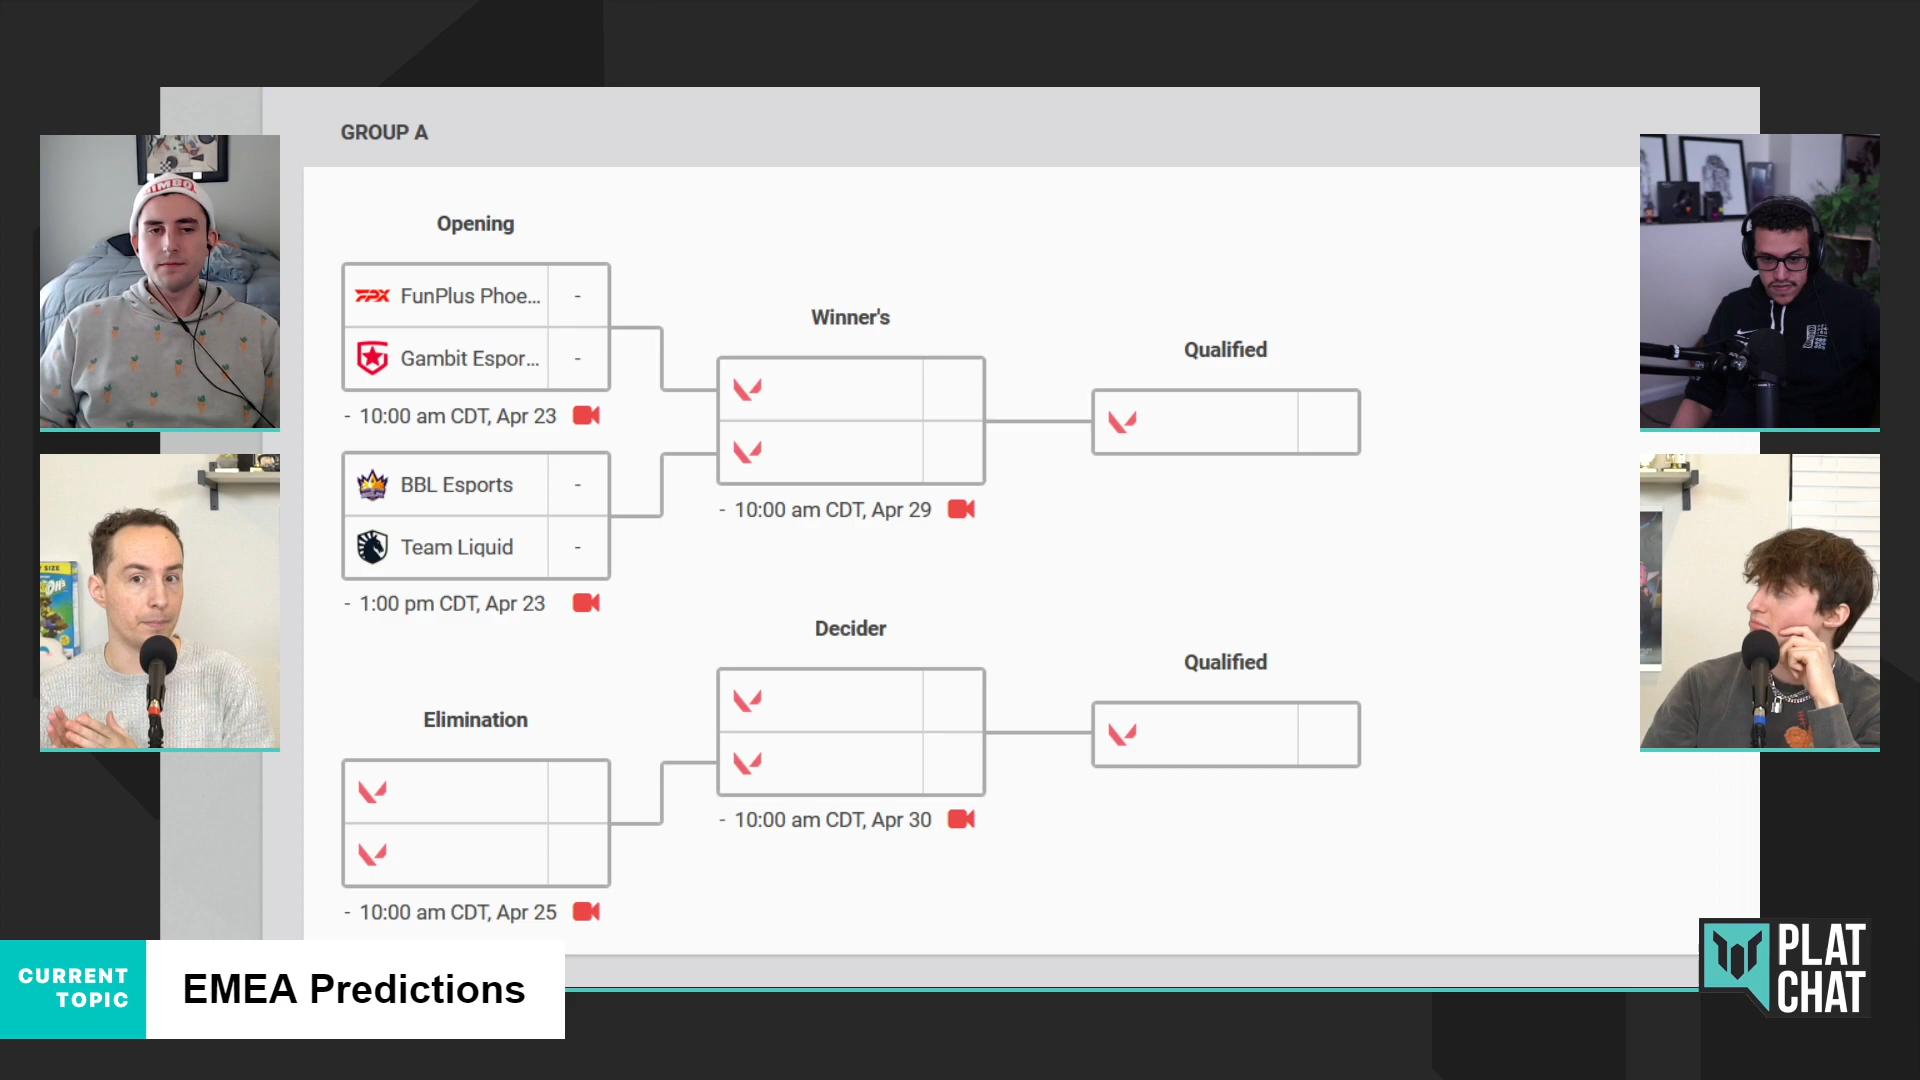 GROUP A
Opening
FPX FunPlus Phoe... -
Gambit Espor... -
- 10:00 am CDT, Apr 23
BBL Esports -
Team Liquid -
- 1:00 pm CDT, Apr 23
Winner's
- 10:00 am CDT, Apr 29
Qualified
Elimination
- 10:00 am CDT, Apr 25
Decider
- 10:00 am CDT, Apr 30
Qualified
CURRENT
TOPIC
EMEA Predictions
PLAT
CHAT